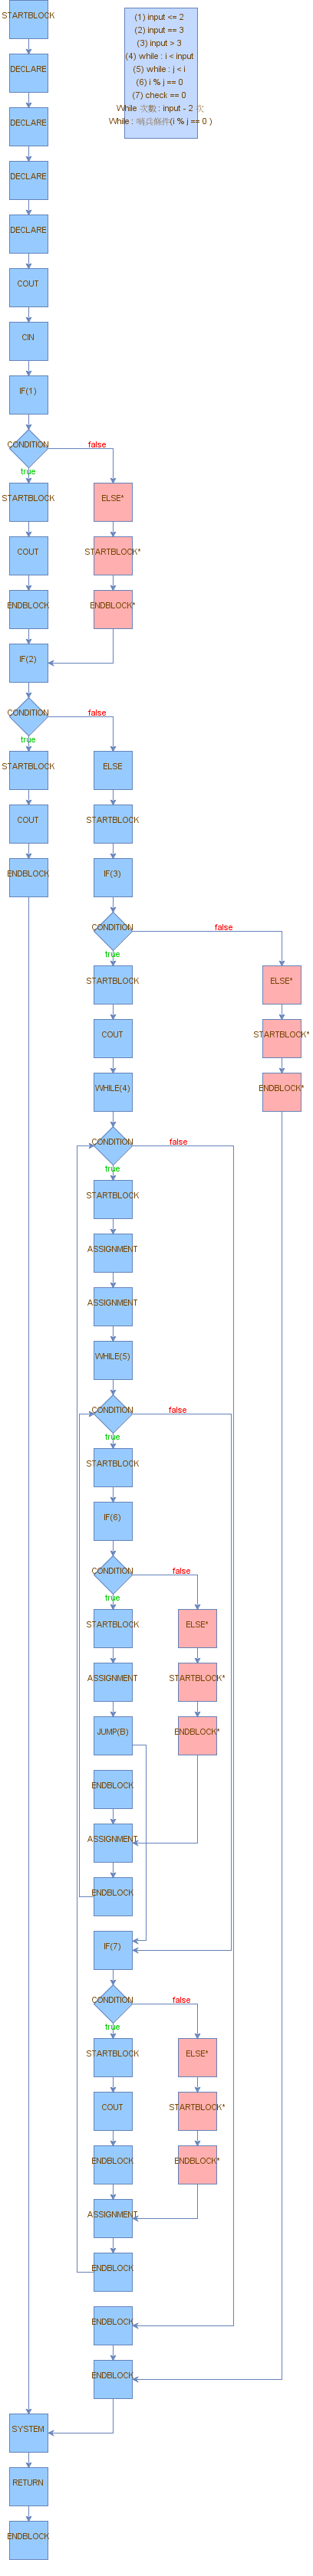 STARTBLOCK
(1) input <= 2
(2) input == 3
(3) input > 3
(4) while : i < input
(5) while : j < i
(6) i % j == 0
(7) check == 0
While 次數 : input - 2 次
While : 哨兵條件(i % j == 0 )
DECLARE
DECLARE
DECLARE
DECLARE
COUT
CIN
IF(1)
CONDITION
false
true
STARTBLOCK
ELSE*
COUT
STARTBLOCK*
ENDBLOCK
ENDBLOCK*
IF(2)
CONDITION
false
true
STARTBLOCK
ELSE
COUT
STARTBLOCK
ENDBLOCK
IF(3)
CONDITION
false
true
STARTBLOCK
ELSE*
COUT
STARTBLOCK*
WHILE(4)
ENDBLOCK*
CONDITION
false
true
STARTBLOCK
ASSIGNMENT
ASSIGNMENT
WHILE(5)
CONDITION
false
true
STARTBLOCK
IF(6)
CONDITION
false
true
STARTBLOCK
ELSE*
ASSIGNMENT
STARTBLOCK*
JUMP(B)
ENDBLOCK*
ENDBLOCK
ASSIGNMENT
ENDBLOCK
IF(7)
CONDITION
false
true
STARTBLOCK
ELSE*
COUT
STARTBLOCK*
ENDBLOCK
ENDBLOCK*
ASSIGNMENT
ENDBLOCK
ENDBLOCK
ENDBLOCK
SYSTEM
RETURN
ENDBLOCK